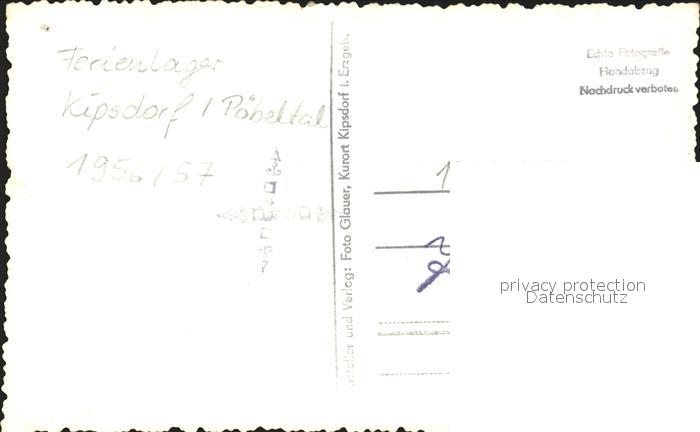 Ferienlager
Kipsdorf / Pöbeltal
1956/57
Hersteller und Verlag: Foto Glauer, Kurort Kipsdorf i. Erzgeb.
Echte Fotografie
Handabzug
Nachdruck verboten
1
privacy protection
Datenschutz